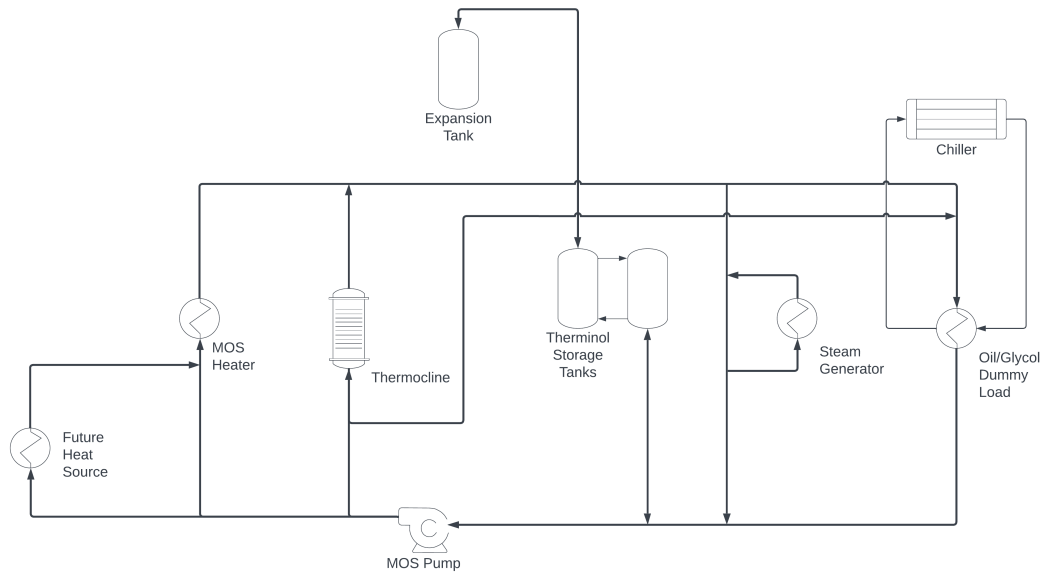 Expansion
Tank
Chiller
MOS
Heater
Thermocline
Therminol
Storage
Tanks
Steam
Generator
Oil/Glycol
Dummy
Load
Future
Heat
Source
MOS Pump